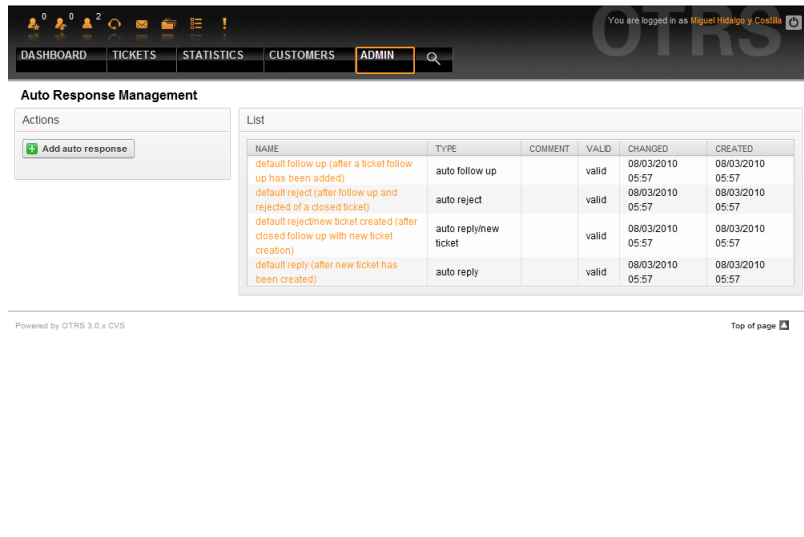 0 0 2
You are logged in as Miguel Hidalgo y Costilla
OTRS
DASHBOARD TICKETS STATISTICS CUSTOMERS ADMIN
Auto Response Management
Actions
Add auto response
List
NAME TYPE COMMENT VALID CHANGED CREATED
default follow up (after a ticket follow
up has been added)
auto follow up
valid
08/03/2010
05:57
08/03/2010
05:57
default reject (after follow up and
rejected of a closed ticket)
auto reject
valid
08/03/2010
05:57
08/03/2010
05:57
default reject/new ticket created (after
closed follow up with new ticket
creation)
auto reply/new
ticket
valid
08/03/2010
05:57
08/03/2010
05:57
default reply (after new ticket has
been created)
auto reply
valid
08/03/2010
05:57
08/03/2010
05:57
Powered by OTRS 3.0.x CVS
Top of page